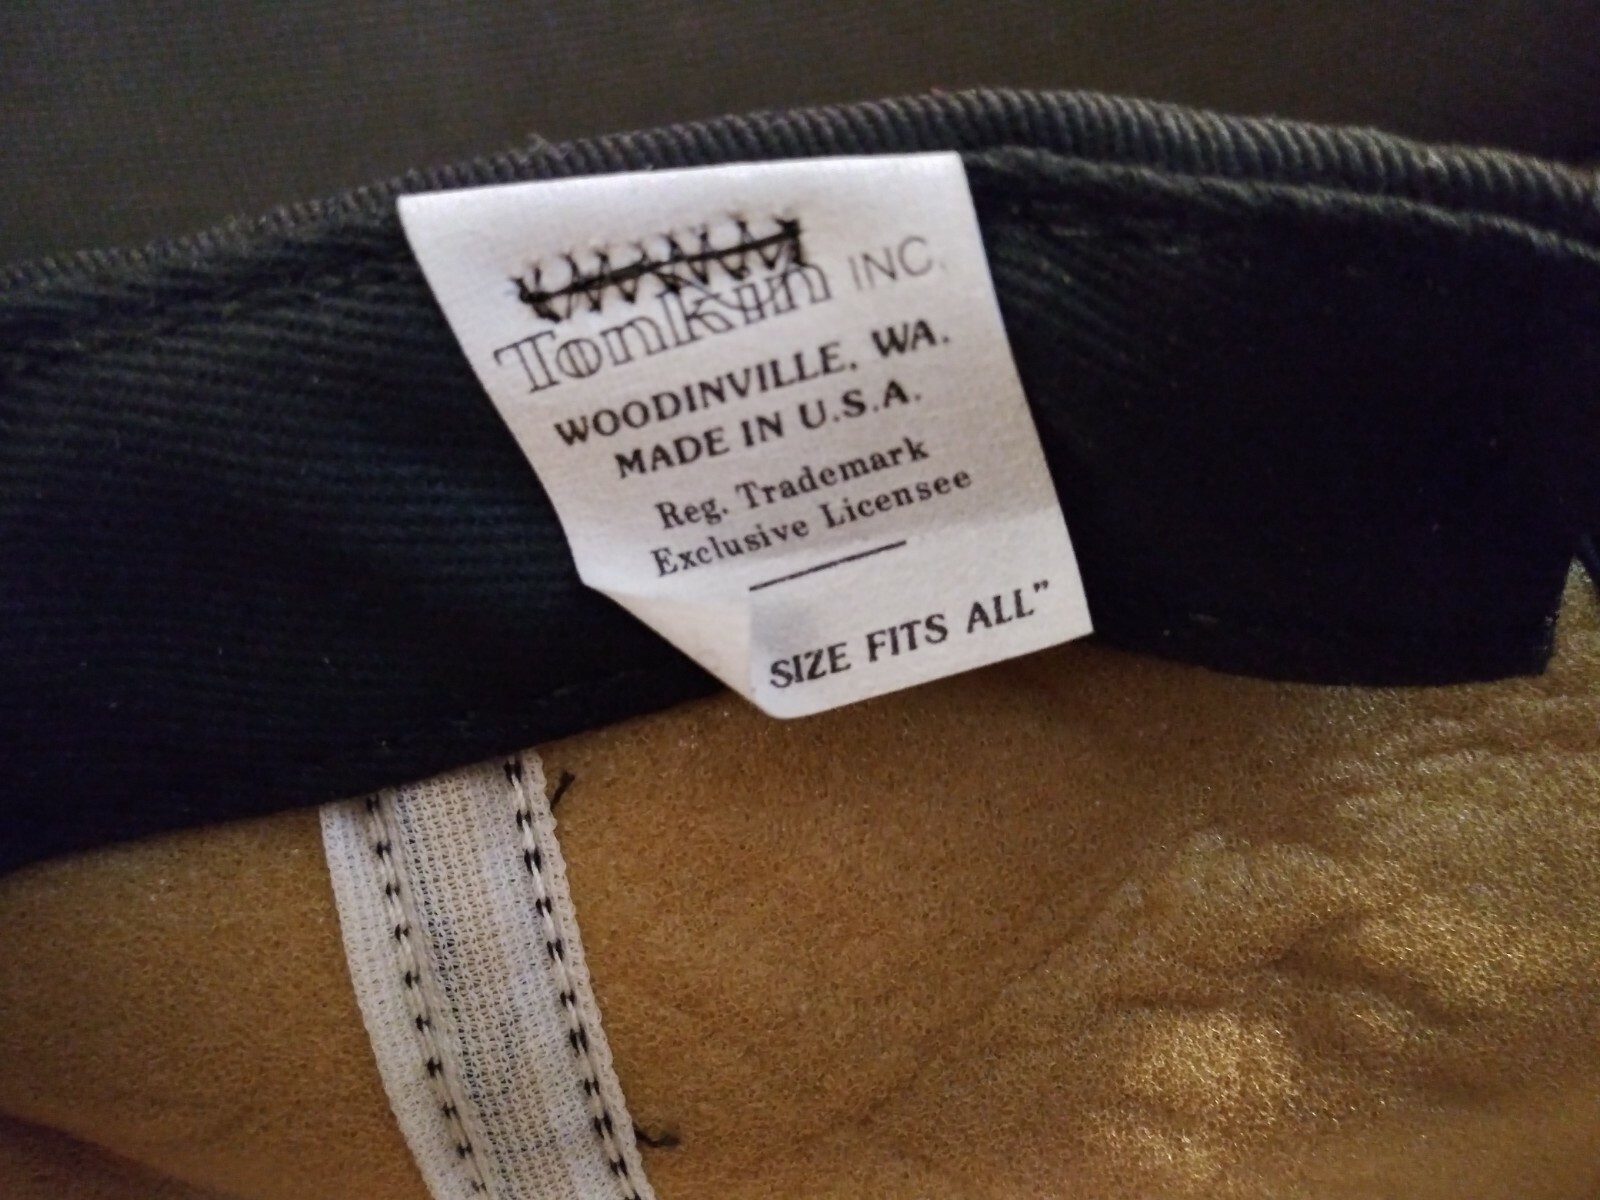 Tonkin INC.
WOODINVILLE, WA.
MADE IN U.S.A.
Reg. Trademark
Exclusive Licensee
SIZE FITS ALL”